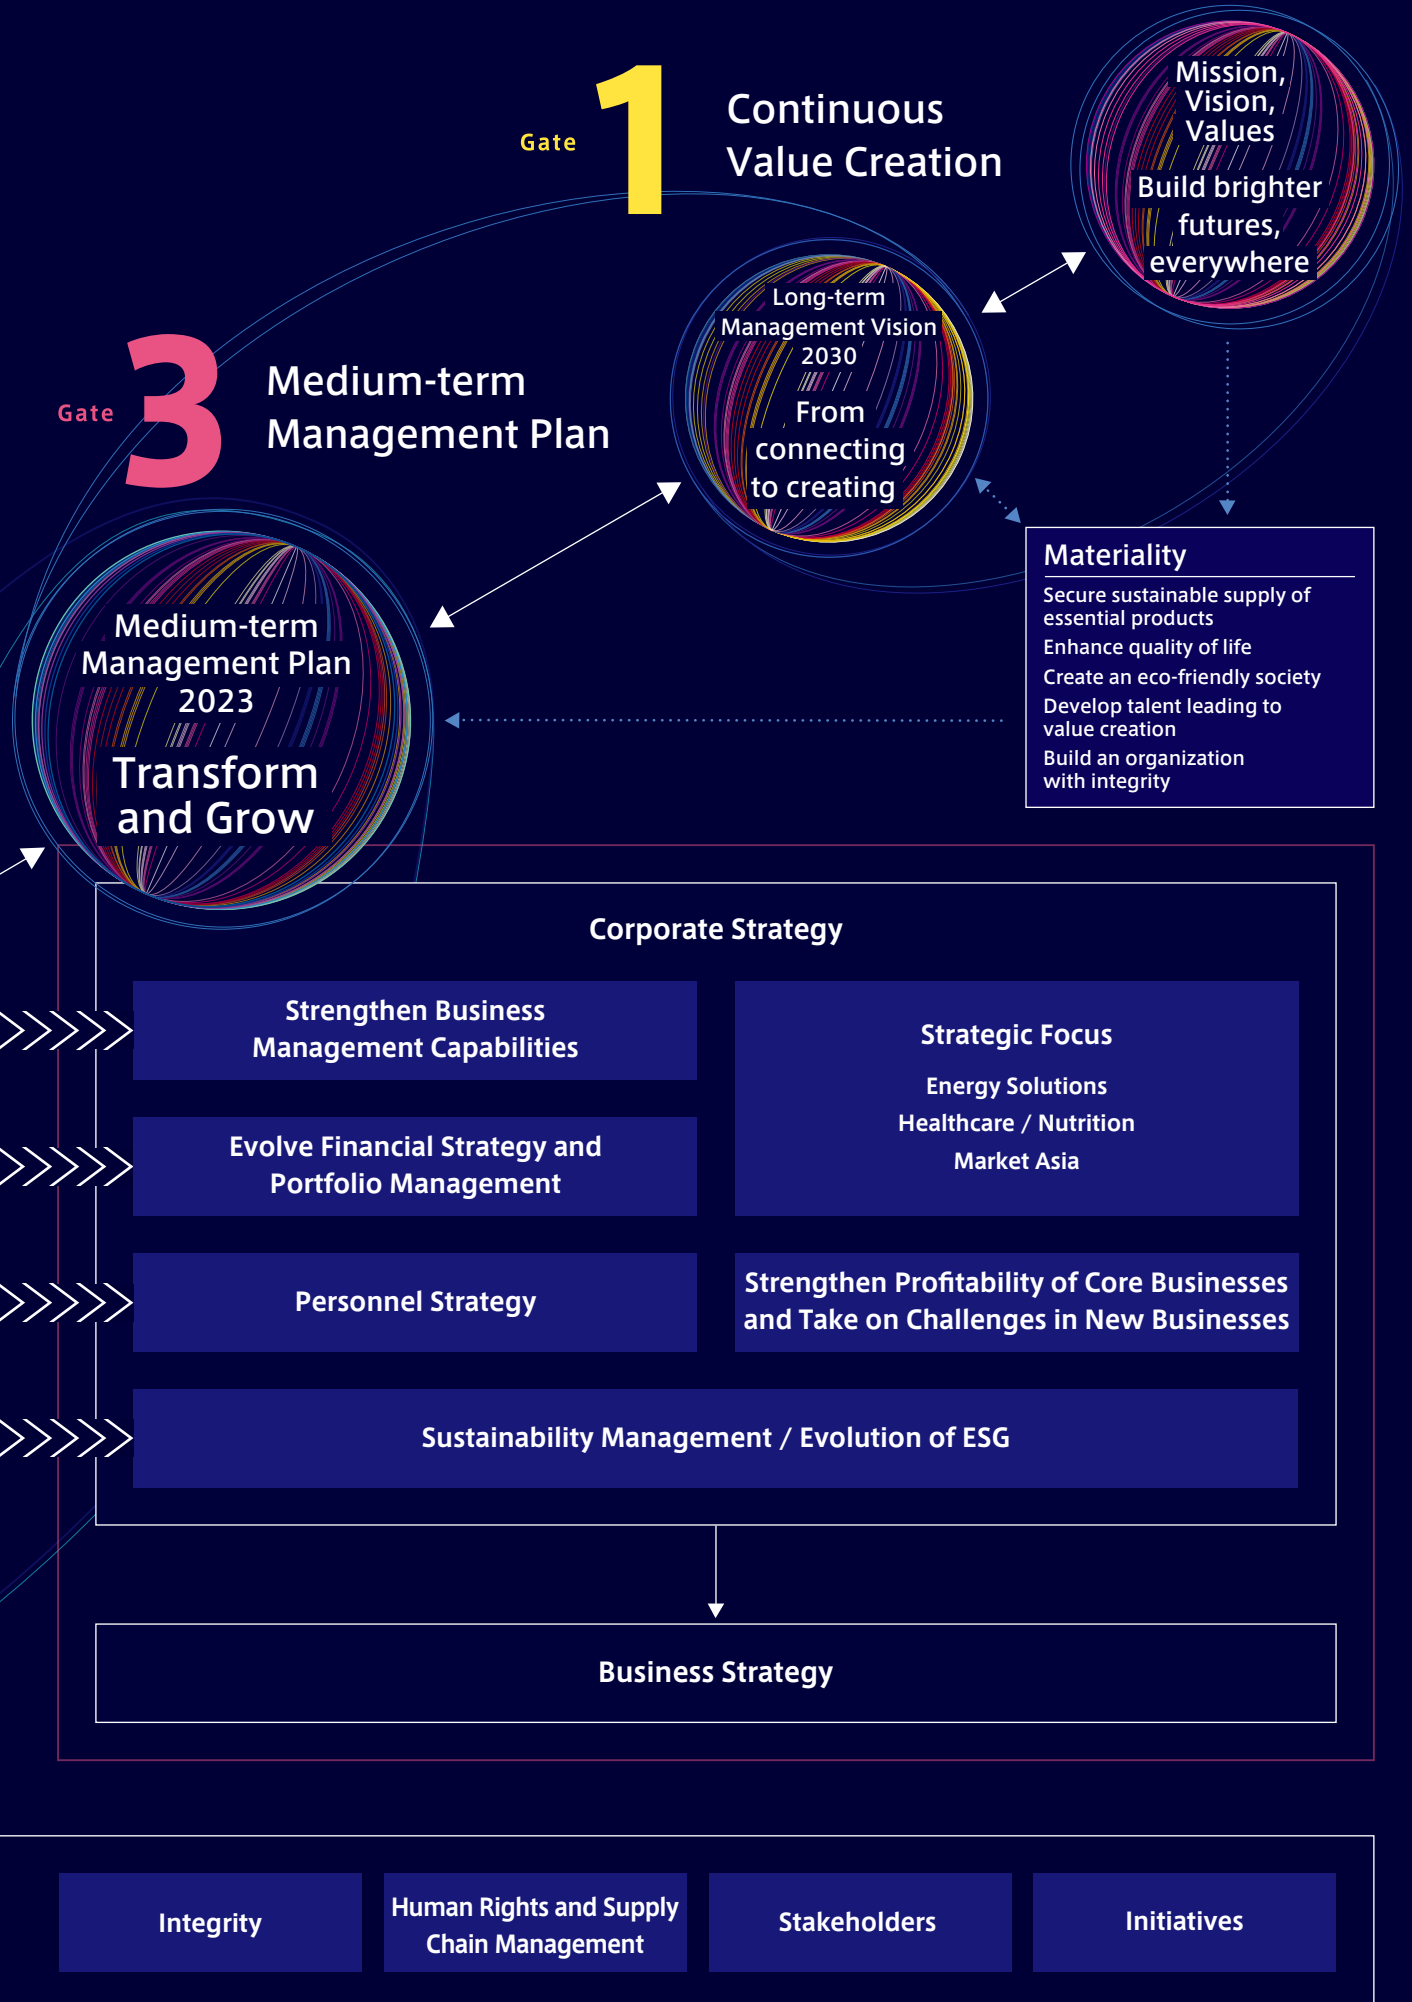 Gate
1
Continuous
Value Creation
Mission,
Vision,
Values
Build brighter
futures,
everywhere
Long-term
Management Vision
2030
From
connecting
to creating
Gate
3
Medium-term
Management Plan
Medium-term
Management Plan
2023
Transform
and Grow
Materiality
Secure sustainable supply of
essential products
Enhance quality of life
Create an eco-friendly society
Develop talent leading to
value creation
Build an organization
with integrity
Corporate Strategy
Strengthen Business
Management Capabilities
Strategic Focus
Energy Solutions
Healthcare / Nutrition
Market Asia
Evolve Financial Strategy and
Portfolio Management
Personnel Strategy
Strengthen Profitability of Core Businesses
and Take on Challenges in New Businesses
Sustainability Management / Evolution of ESG
Business Strategy
Integrity
Human Rights and Supply
Chain Management
Stakeholders
Initiatives